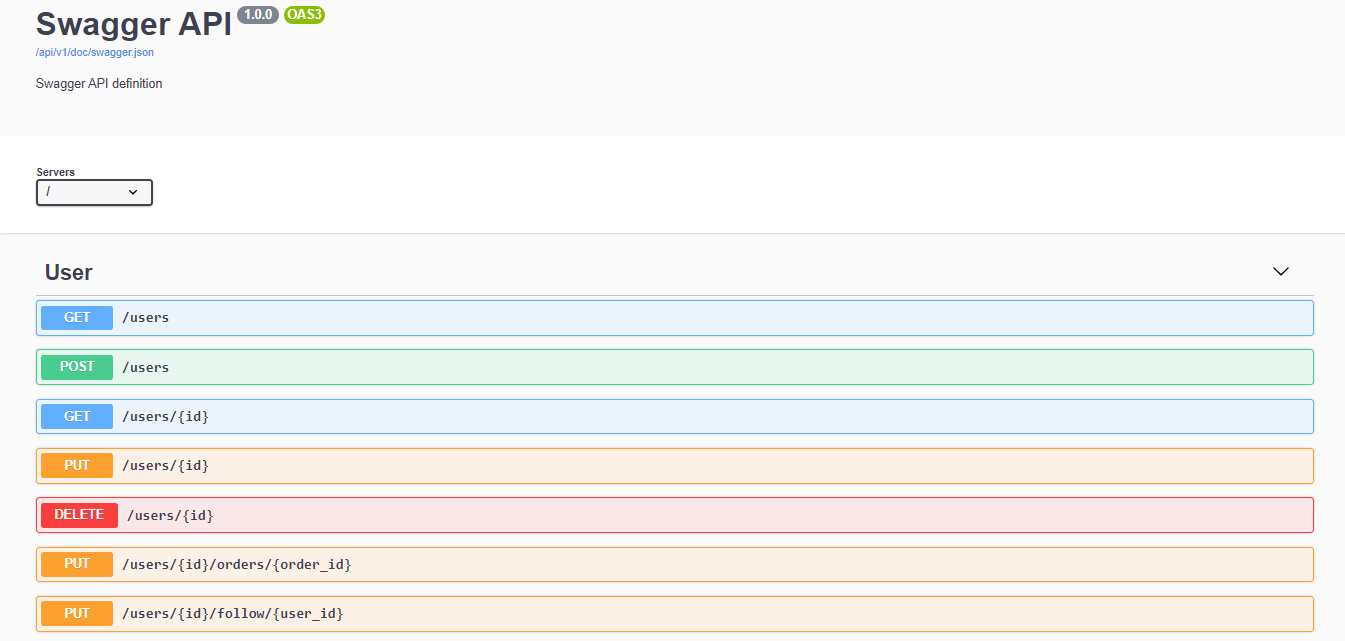 Swagger API 1.0.0 OAS3
/api/v1/doc/swagger.json
Swagger API definition
Servers
/
User
GET /users
POST /users
GET /users/{id}
PUT /users/{id}
DELETE /users/{id}
PUT /users/{id}/orders/{order_id}
PUT /users/{id}/follow/{user_id}